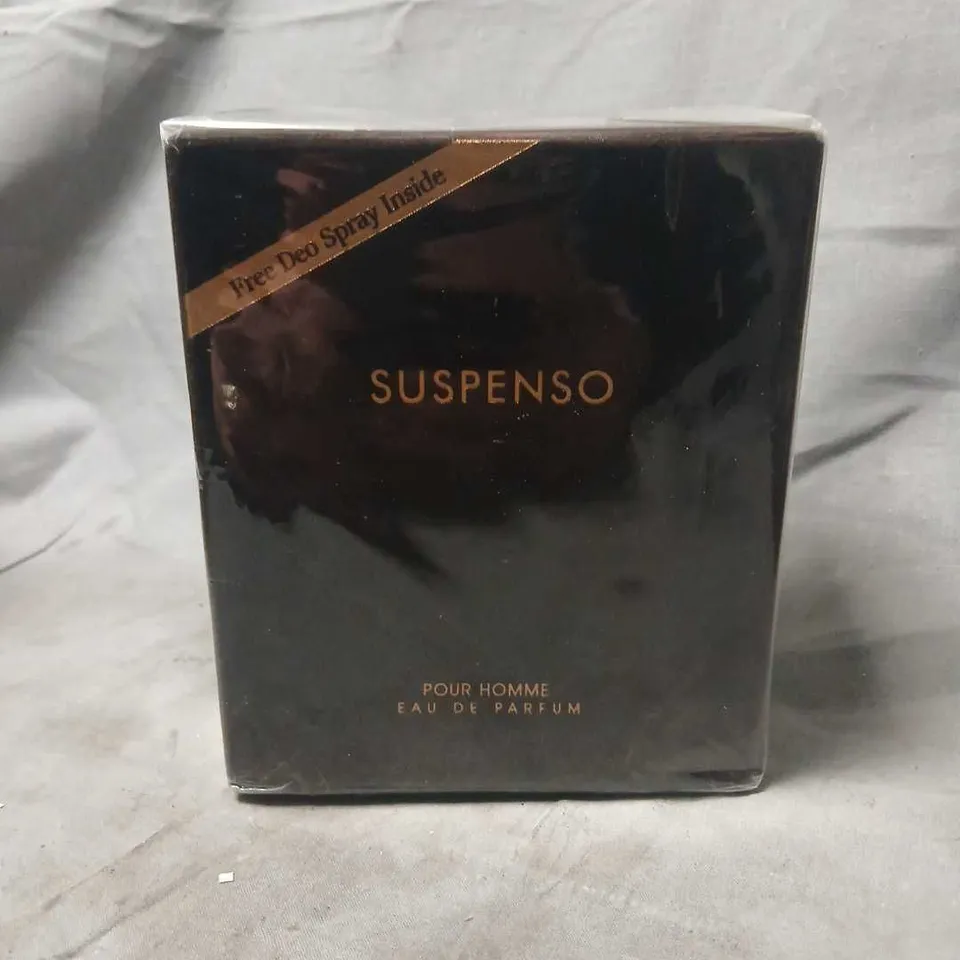 Free Deo Spray Inside
SUSPENSO
POUR HOMME
EAU DE PARFUM